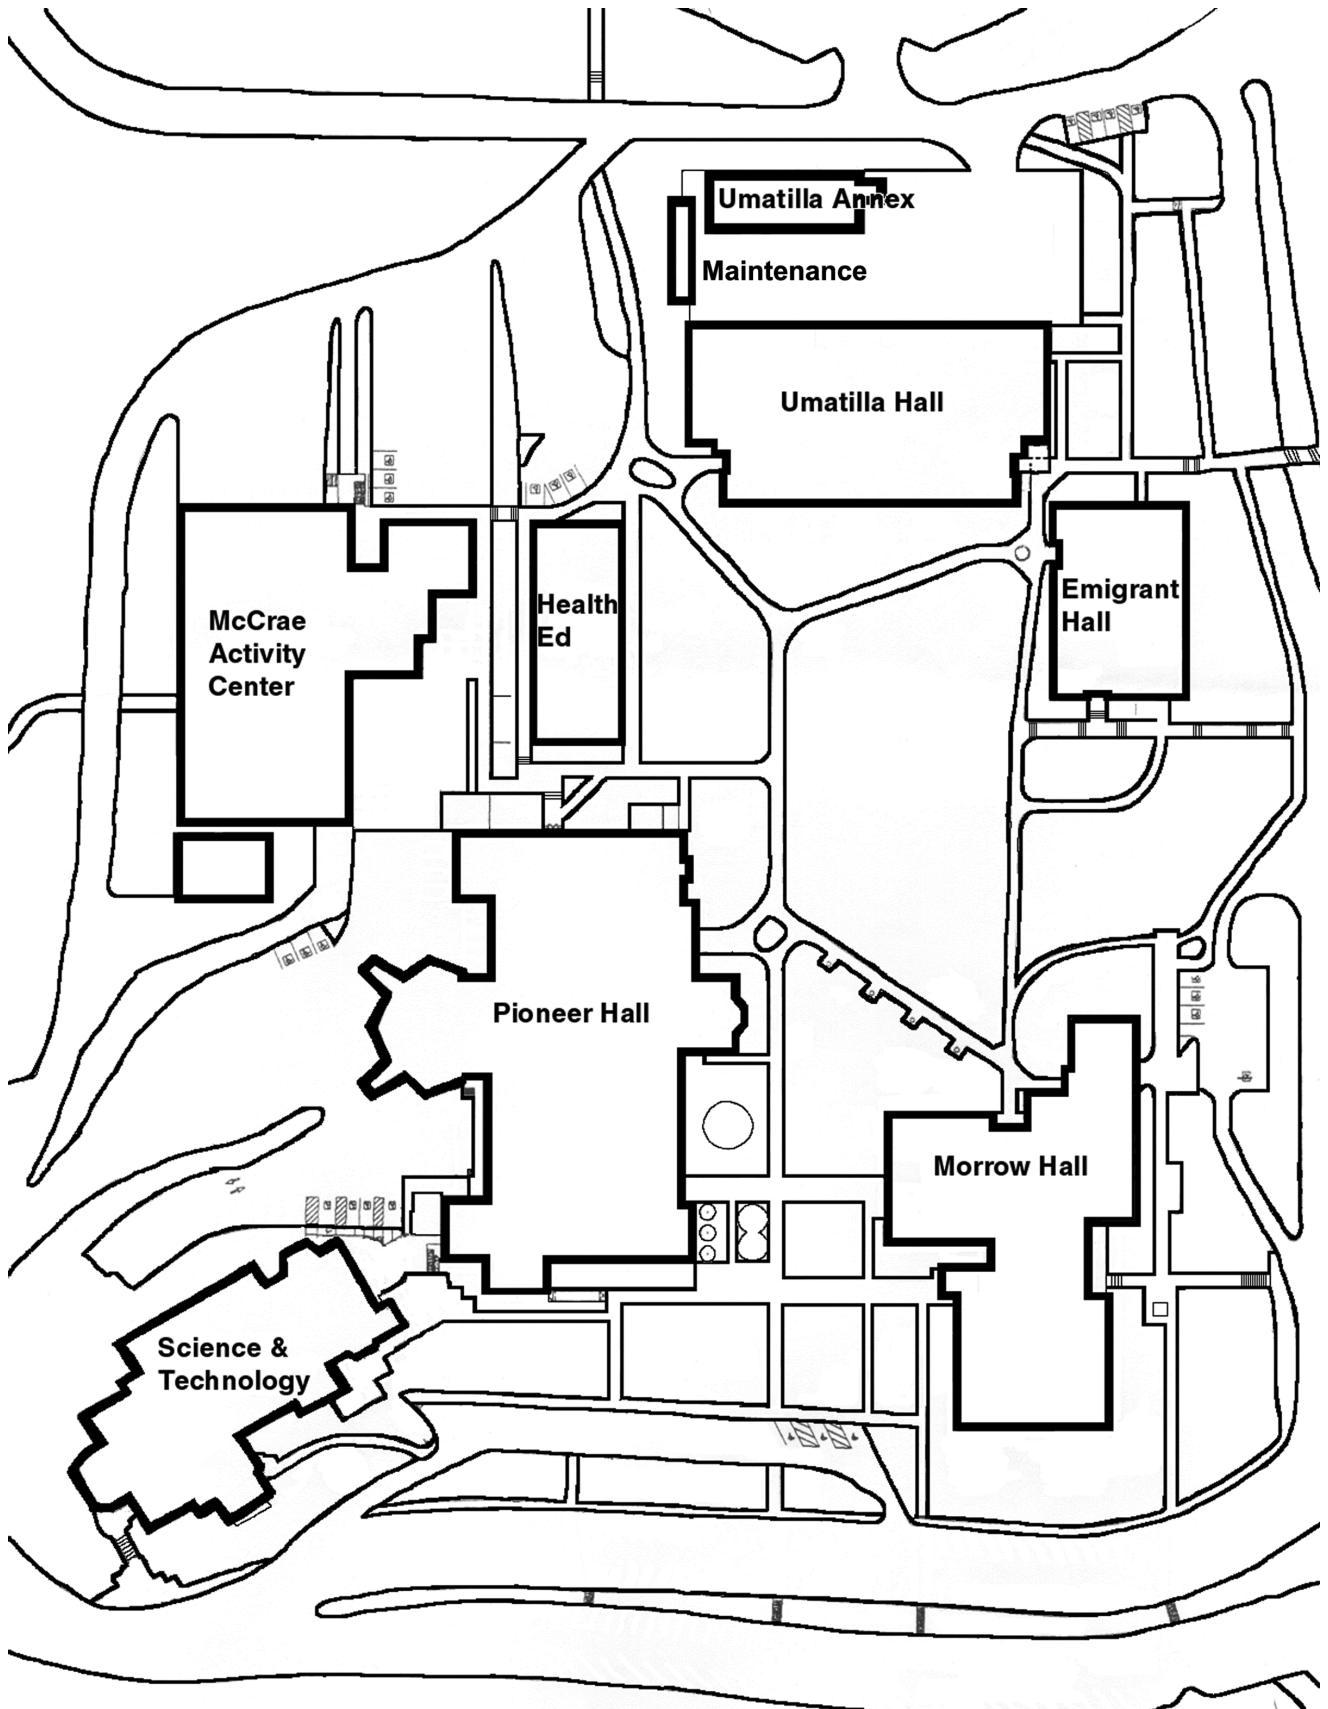 Umatilla Annex
Maintenance
Umatilla Hall
McCrae
Activity
Center
Health
Ed
Emigrant
Hall
Pioneer Hall
Morrow Hall
Science &
Technology